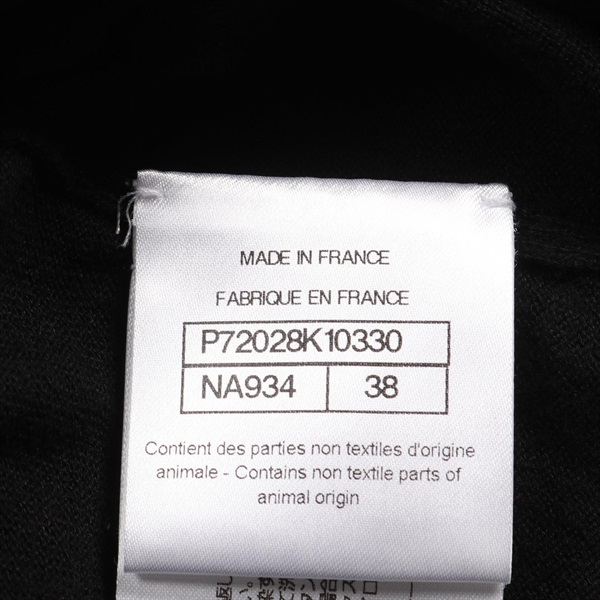 MADE IN FRANCE
FABRIQUE EN FRANCE
P72028K10330
NA934 38
Contient des parties non textiles d'origine
animale - Contains non textile parts of
animal origin